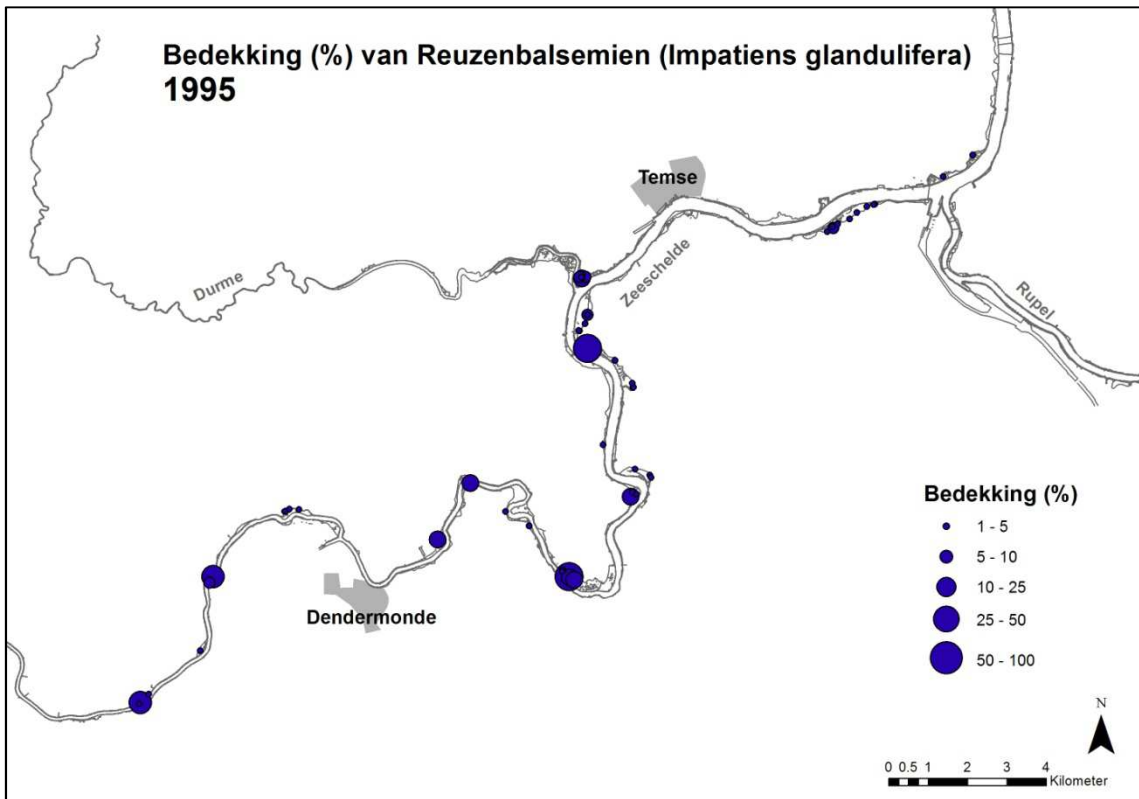 Bedekking (%) van Reuzenbalsemien (Impatiens glandulifera)
1995
Temse
Durme
Zeeschelde
Rupel
Dendermonde
Bedekking (%)
1 - 5
5 - 10
10 - 25
25 - 50
50 - 100
N
0 0.5 1 2 3 4
Kilometer